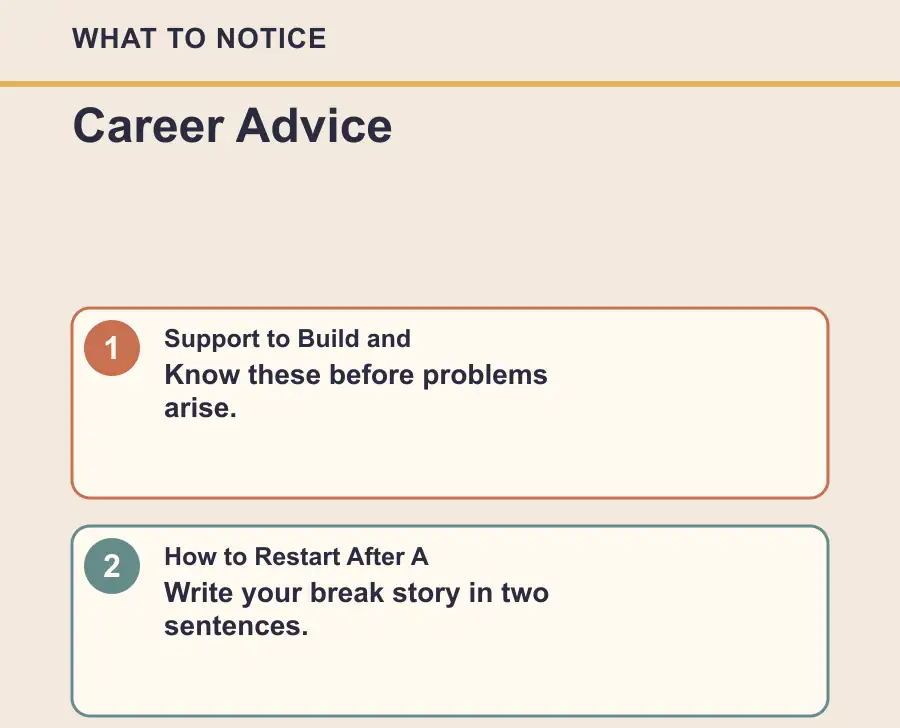 WHAT TO NOTICE
Career Advice
1
Support to Build and
Know these before problems
arise.
2
How to Restart After A
Write your break story in two
sentences.